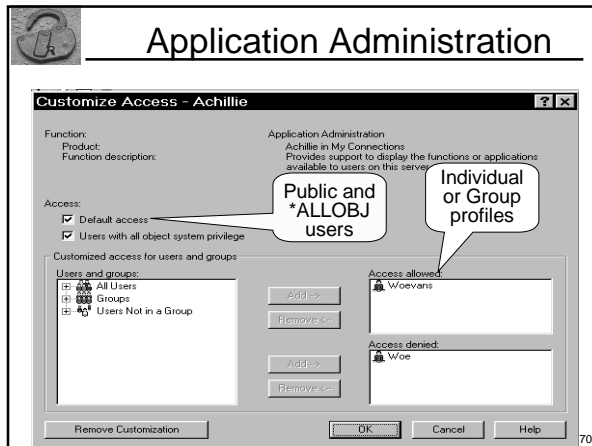 Application Administration
Customize Access - Achillie
Function: Application Administration
Product: Achillie in My Connections
Function description: Provides support to display the functions or applications
available to users on this server
Individual
or Group
profiles
Public and
*ALLOBJ
users
Access:
Default access
Users with all object system privilege
Customized access for users and groups
Users and groups:
All Users
Groups
Users Not in a Group
Add -->
Remove <--
Add -->
Remove <--
Access allowed:
Woevans
Access denied:
Woe
Remove Customization
OK
Cancel
Help
70